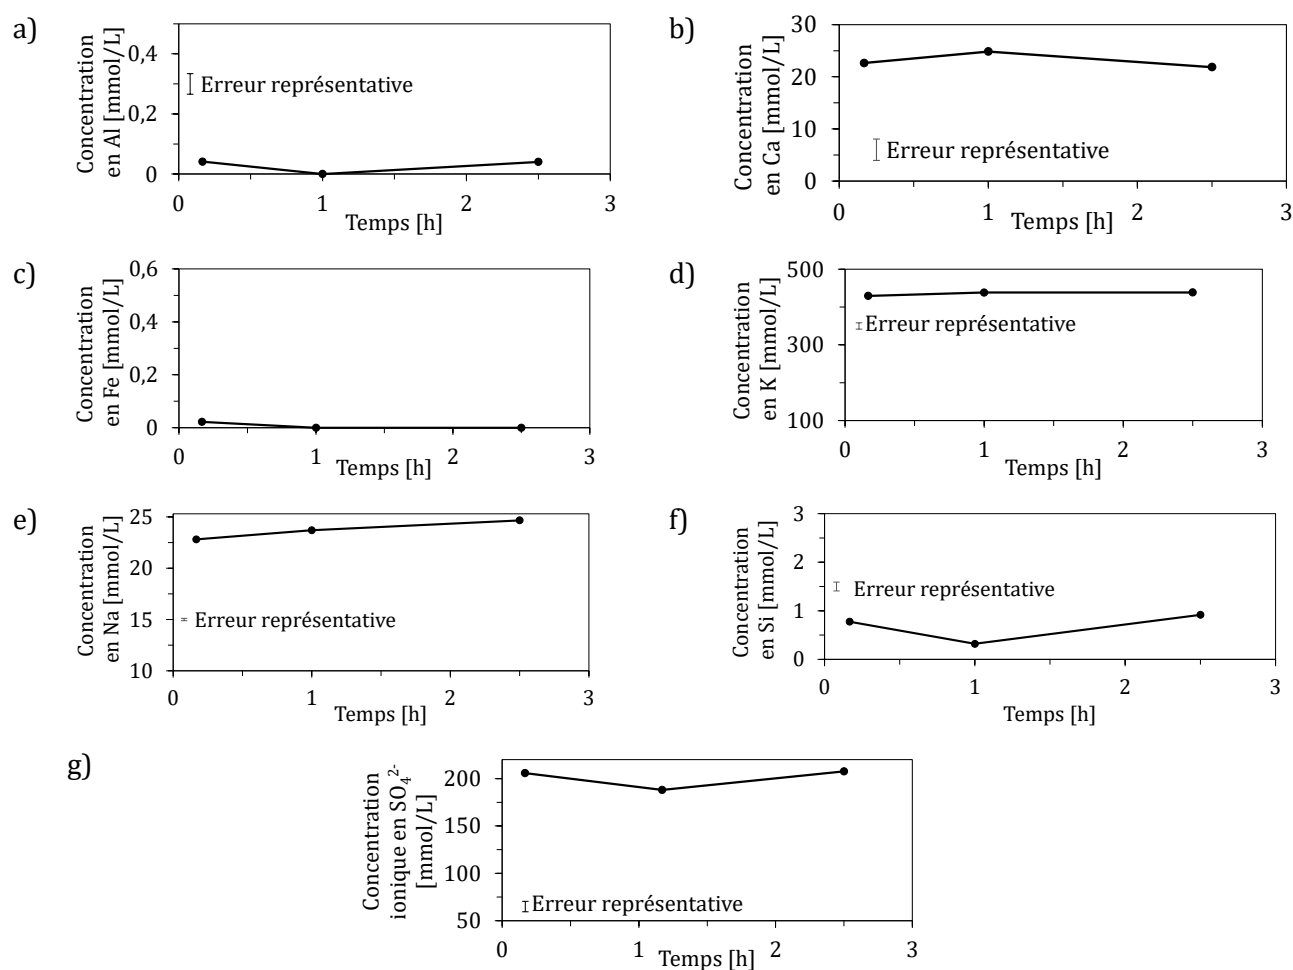 a)
Concentration
en Al [mmol/L]
0,4
0,2
0
Erreur représentative
0 1 2 3
Temps [h]
b)
Concentration
en Ca [mmol/L]
30
20
10
0
Erreur représentative
0 1 2 3
Temps [h]
c)
Concentration
en Fe [mmol/L]
0,6
0,4
0,2
0
0 1 2 3
Temps [h]
d)
Concentration
en K [mmol/L]
500
300
100
Erreur représentative
0 1 2 3
Temps [h]
e)
Concentration
en Na [mmol/L]
25
20
15
10
Erreur représentative
0 1 2 3
Temps [h]
f)
Concentration
en Si [mmol/L]
3
2
1
0
Erreur représentative
0 1 2 3
Temps [h]
g)
Concentration
ionique en SO₄²⁻
[mmol/L]
200
150
100
50
Erreur représentative
0 1 2 3
Temps [h]